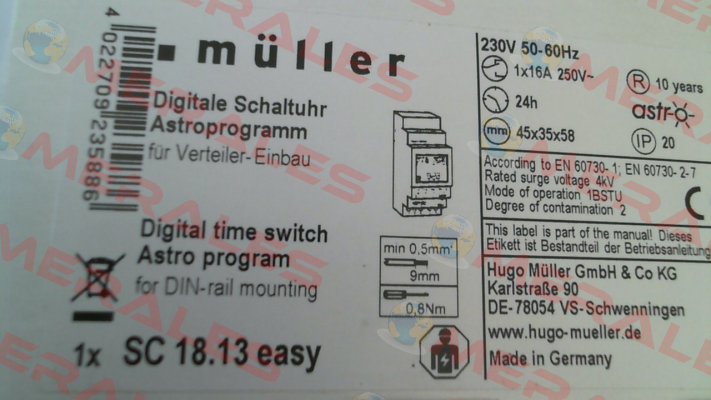 4 022709 235886
müller
Digitale Schaltuhr
Astroprogramm
für Verteiler-Einbau
Digital time switch
Astro program
for DIN-rail mounting
1x SC 18.13 easy
min 0,5mm²
9mm
0,8Nm
230V 50-60Hz
1x16A 250V~
R 10 years
24h
astro
mm 45x35x58
IP 20
According to EN 60730-1; EN 60730-2-7
Rated surge voltage 4kV
Mode of operation 1BSTU
Degree of contamination 2
CE
This label is part of the manual! Dieses
Etikett ist Bestandteil der Betriebsanleitung
Hugo Müller GmbH & Co KG
Karlstraße 90
DE-78054 VS-Schwenningen
www.hugo-mueller.de
Made in Germany
MERALES